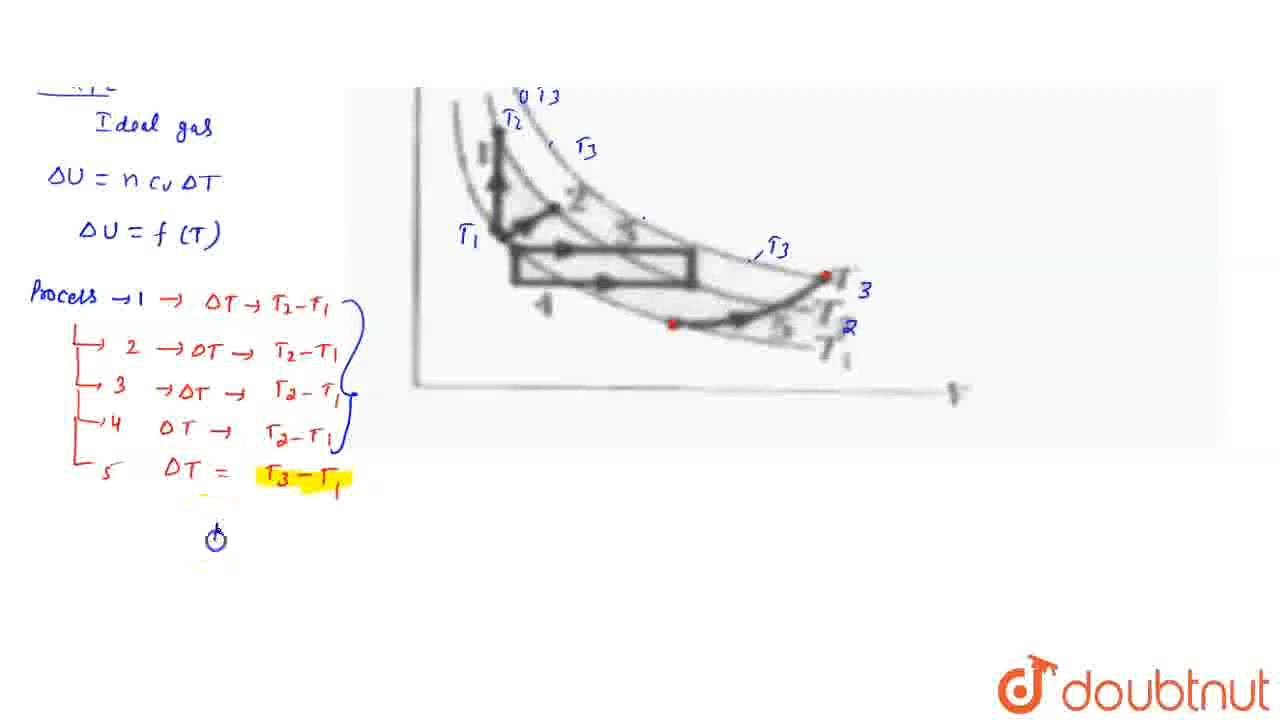 Ideal gas
ΔU = n Cv ΔT
ΔU = f (T)
Process → 1 → ΔT → T2 - T1
→ 2 → ΔT → T2 - T1
→ 3 → ΔT → T2 - T1
→ 4 ΔT → T2 - T1
5 ΔT = T3 - T1
0 T3
T2
T3
1
2
T1
3
T3
4
T3
5
T2
T1
V
doubtnut